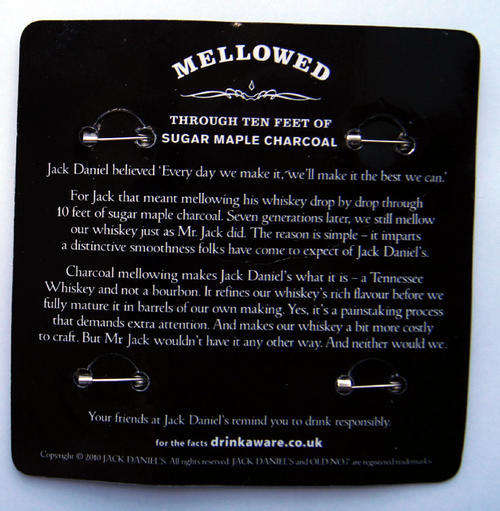 MELLOWED
THROUGH TEN FEET OF
SUGAR MAPLE CHARCOAL
Jack Daniel believed 'Every day we make it, we'll make it the best we can.'
For Jack that meant mellowing his whiskey drop by drop through
10 feet of sugar maple charcoal. Seven generations later, we still mellow
our whiskey just as Mr. Jack did. The reason is simple – it imparts
a distinctive smoothness folks have come to expect of Jack Daniel's.
Charcoal mellowing makes Jack Daniel's what it is – a Tennessee
Whiskey and not a bourbon. It refines our whiskey's rich flavour before we
fully mature it in barrels of our own making. Yes, it's a painstaking process
that demands extra attention. And makes our whiskey a bit more costly
to craft. But Mr. Jack wouldn't have it any other way. And neither would we.
Your friends at Jack Daniel's remind you to drink responsibly.
for the facts drinkaware.co.uk
Copyright © 2010 JACK DANIEL'S. All rights reserved. JACK DANIEL'S and OLD NO.7 are registered trademarks.